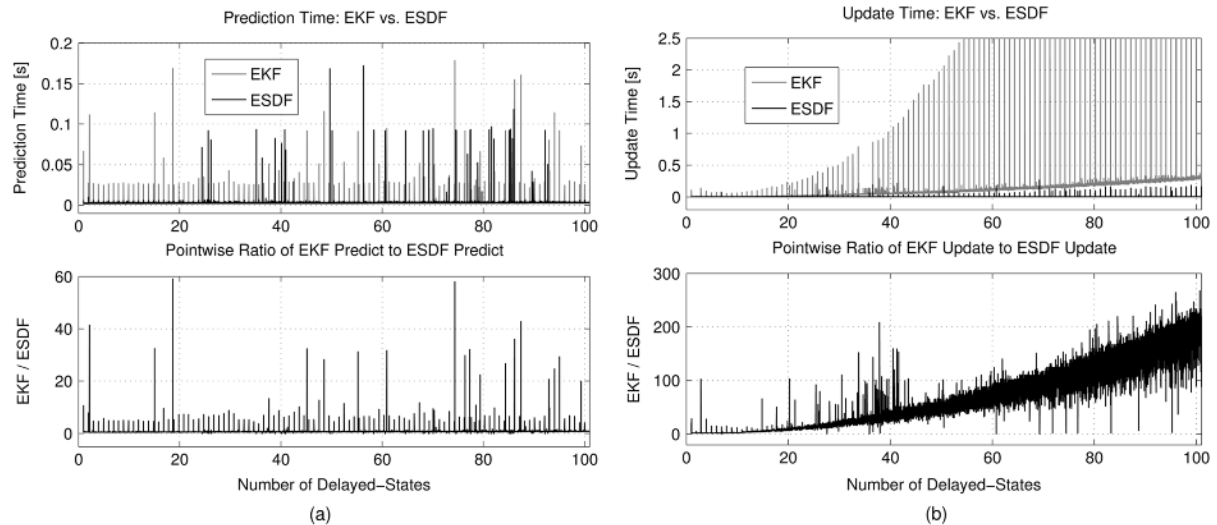 Prediction Time: EKF vs. ESDF
0.2
0.15
0.1
0.05
0
Prediction Time [s]
EKF
ESDF
0 20 40 60 80 100
Pointwise Ratio of EKF Predict to ESDF Predict
60
40
20
0
EKF / ESDF
0 20 40 60 80 100
Number of Delayed−States
(a)
Update Time: EKF vs. ESDF
2.5
2
1.5
1
0.5
0
Update Time [s]
EKF
ESDF
0 20 40 60 80 100
Pointwise Ratio of EKF Update to ESDF Update
300
200
100
0
EKF / ESDF
0 20 40 60 80 100
Number of Delayed−States
(b)